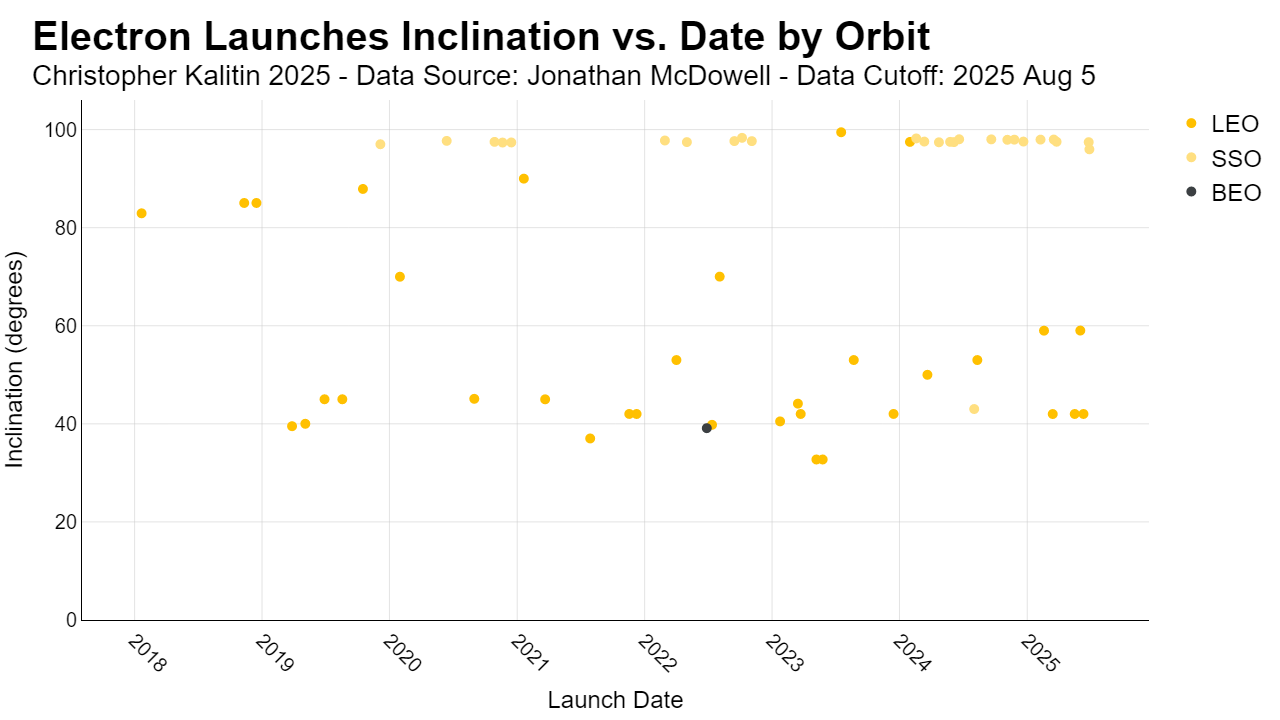 Electron Launches Inclination vs. Date by Orbit
Christopher Kalitin 2025 - Data Source: Jonathan McDowell - Data Cutoff: 2025 Aug 5
LEO
SSO
BEO
Inclination (degrees)
100
80
60
40
20
0
2018
2019
2020
2021
2022
2023
2024
2025
Launch Date